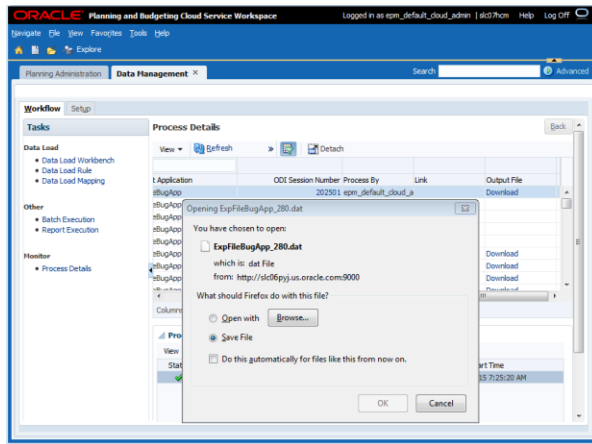 ORACLE Planning and Budgeting Cloud Service Workspace Logged in as epm_default_cloud_admin | slc07hcm Help Log Off
Navigate File View Favorites Tools Help
Explore
Planning Administration Data Management × Search Advanced
Workflow Setup
Tasks
Data Load
Data Load Workbench
Data Load Rule
Data Load Mapping
Other
Batch Execution
Report Execution
Monitor
Process Details
Process Details Back
View Refresh » Detach
t Application ODI Session Number Process By Link Output File
eBugApp 202501 epm_default_cloud_a Download
eBugApp
eBugApp
eBugApp
eBugApp
eBugApp Download
eBugApp Download
eBugApp Download
Columns
Pro
View
Stat
art Time
15 7:25:20 AM
Opening ExpFileBugApp_280.dat
You have chosen to open:
ExpFileBugApp_280.dat
which is: dat File
from: http://slc06pyj.us.oracle.com:9000
What should Firefox do with this file?
Open with Browse...
Save File
Do this automatically for files like this from now on.
OK Cancel